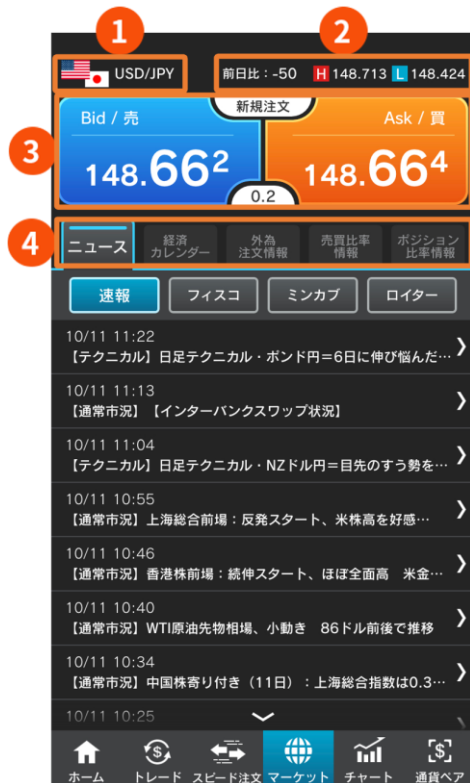 1
2
USD/JPY
前日比：-50 H 148.713 L 148.424
3
新規注文
Bid / 売
Ask / 買
148.662
148.664
0.2
4
ニュース
経済
カレンダー
外為
注文情報
売買比率
情報
ポジション
比率情報
速報
フィスコ
ミンカブ
ロイター
10/11 11:22
【テクニカル】日足テクニカル・ポンド円＝6日に伸び悩んだ…
10/11 11:13
【通常市況】【インターバンクスワップ状況】
10/11 11:04
【テクニカル】日足テクニカル・NZドル円＝目先のすう勢を…
10/11 10:55
【通常市況】上海総合前場：反発スタート、米株高を好感…
10/11 10:46
【通常市況】香港株前場：続伸スタート、ほぼ全面高　米金…
10/11 10:40
【通常市況】WTI原油先物相場、小動き　86ドル前後で推移
10/11 10:34
【通常市況】中国株寄り付き（11日）：上海総合指数は0.3…
10/11 10:25
ホーム
トレード
スピード注文
マーケット
チャート
通貨ペア